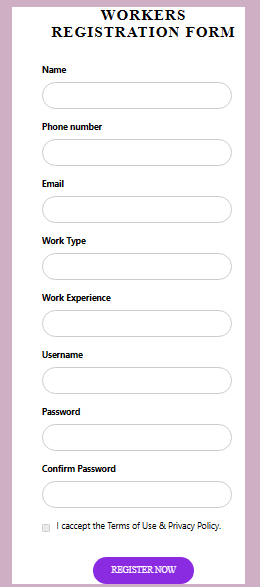 WORKERS
REGISTRATION FORM
Name
Phone number
Email
Work Type
Work Experience
Username
Password
Confirm Password
I caccept the Terms of Use & Privacy Policy.
REGISTER NOW